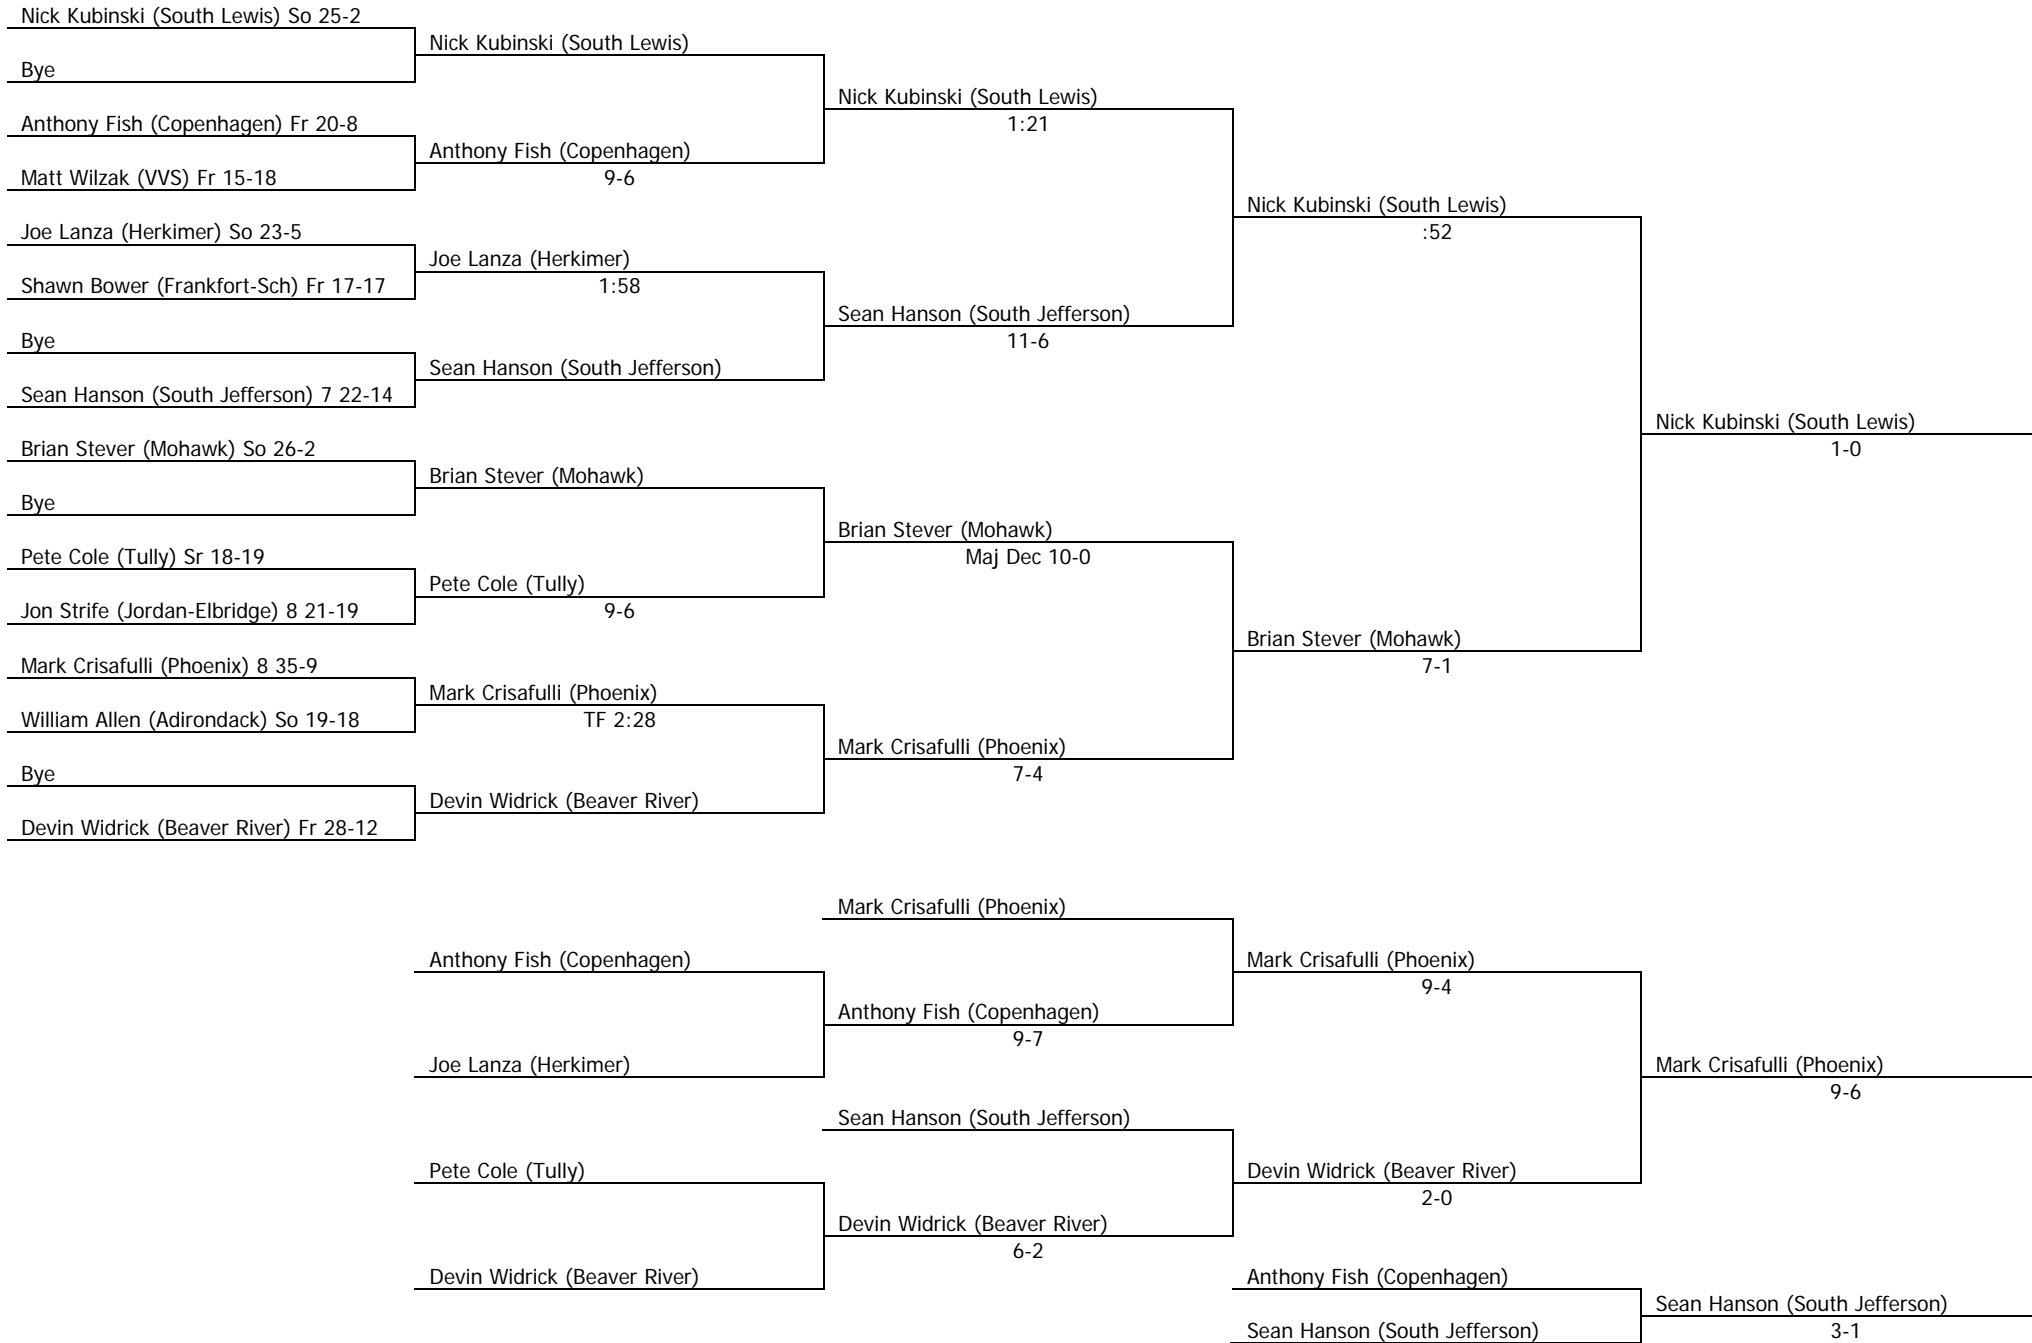 Nick Kubinski (South Lewis) So 25-2
Nick Kubinski (South Lewis)
Bye
Nick Kubinski (South Lewis)
1:21
Anthony Fish (Copenhagen) Fr 20-8
Anthony Fish (Copenhagen)
9-6
Matt Wilzak (VVS) Fr 15-18
Nick Kubinski (South Lewis)
:52
Joe Lanza (Herkimer) So 23-5
Joe Lanza (Herkimer)
1:58
Shawn Bower (Frankfort-Sch) Fr 17-17
Sean Hanson (South Jefferson)
11-6
Bye
Sean Hanson (South Jefferson)
Sean Hanson (South Jefferson) 7 22-14
Nick Kubinski (South Lewis)
1-0
Brian Stever (Mohawk) So 26-2
Brian Stever (Mohawk)
Bye
Brian Stever (Mohawk)
Maj Dec 10-0
Pete Cole (Tully) Sr 18-19
Pete Cole (Tully)
9-6
Jon Strife (Jordan-Elbridge) 8 21-19
Brian Stever (Mohawk)
7-1
Mark Crisafulli (Phoenix) 8 35-9
Mark Crisafulli (Phoenix)
TF 2:28
William Allen (Adirondack) So 19-18
Mark Crisafulli (Phoenix)
7-4
Bye
Devin Widrick (Beaver River)
Devin Widrick (Beaver River) Fr 28-12
Mark Crisafulli (Phoenix)
Anthony Fish (Copenhagen)
Mark Crisafulli (Phoenix)
9-4
Anthony Fish (Copenhagen)
9-7
Joe Lanza (Herkimer)
Mark Crisafulli (Phoenix)
9-6
Sean Hanson (South Jefferson)
Pete Cole (Tully)
Devin Widrick (Beaver River)
2-0
Devin Widrick (Beaver River)
6-2
Devin Widrick (Beaver River)
Anthony Fish (Copenhagen)
Sean Hanson (South Jefferson)
3-1
Sean Hanson (South Jefferson)